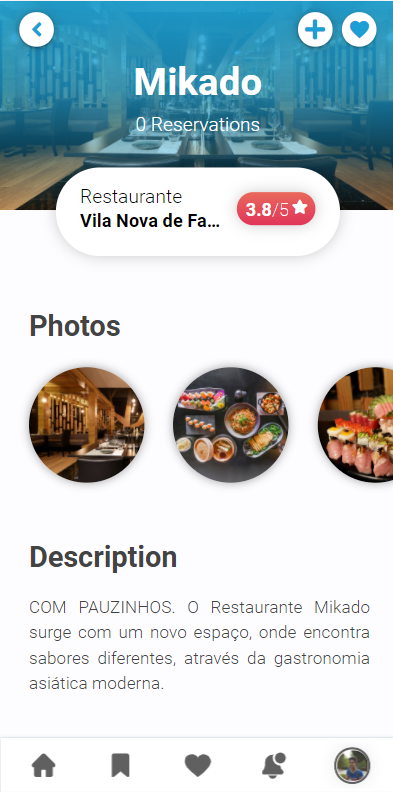 Mikado
0 Reservations
Restaurante
Vila Nova de Fa...
3.8/5
Photos
Description
COM PAUZINHOS. O Restaurante Mikado
surge com um novo espaço, onde encontra
sabores diferentes, através da gastronomia
asiática moderna.